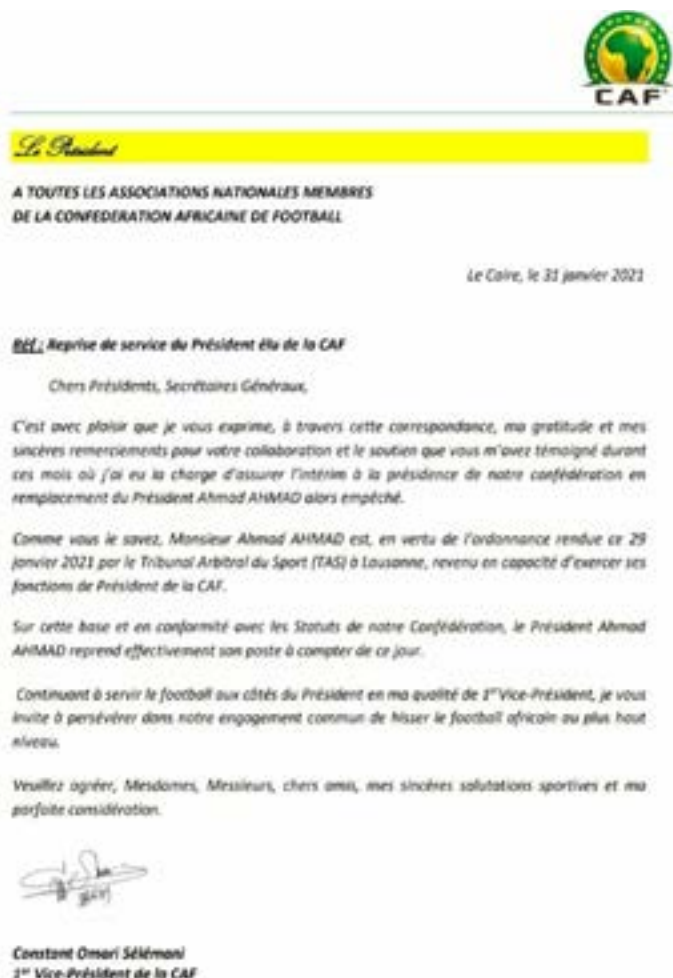 CAF
Le Président
A TOUTES LES ASSOCIATIONS NATIONALES MEMBRES
DE LA CONFEDERATION AFRICAINE DE FOOTBALL
Le Caire, le 31 janvier 2021
Réf.: Reprise de service du Président élu de la CAF
Chers Présidents, Secrétaires Généraux,
C'est avec plaisir que je vous exprime, à travers cette correspondance, ma gratitude et mes
sincères remerciements pour votre collaboration et le soutien que vous m'avez témoigné durant
ces mois où j'ai eu la charge d'assurer l'intérim à la présidence de notre confédération en
remplacement du Président Ahmad AHMAD alors empêché.
Comme vous le savez, Monsieur Ahmad AHMAD est, en vertu de l'ordonnance rendue ce 29
janvier 2021 par le Tribunal Arbitral du Sport (TAS) à Lausanne, revenu en capacité d'exercer ses
fonctions de Président de la CAF.
Sur cette base et en conformité avec les Statuts de notre Confédération, le Président Ahmad
AHMAD reprend effectivement son poste à compter de ce jour.
Continuant à servir le football aux côtés du Président en ma qualité de 1er Vice-Président, je vous
invite à persévérer dans notre engagement commun de hisser le football africain au plus haut
niveau.
Veuillez agréer, Mesdames, Messieurs, chers amis, mes sincères salutations sportives et ma
parfaite considération.
Constant Omari Sélémani
1er Vice-Président de la CAF